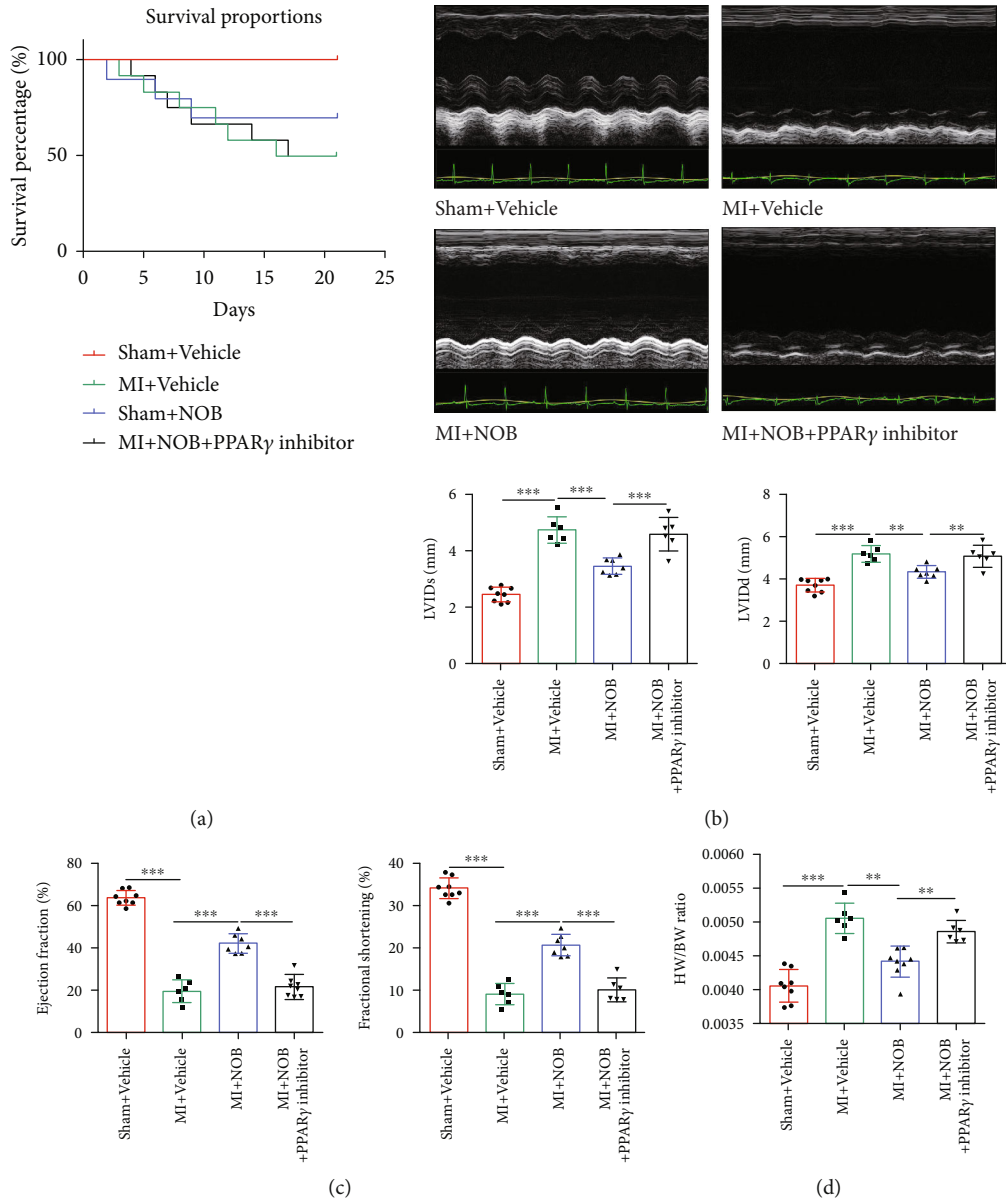 Survival proportions
Survival percentage (%)
100
50
0
0 5 10 15 20 25
Days
Sham+Vehicle
MI+Vehicle
Sham+NOB
MI+NOB+PPARγ inhibitor
(a)
Sham+Vehicle
MI+Vehicle
MI+NOB
MI+NOB+PPARγ inhibitor
LVIDs (mm)
6
4
2
0
*** *** ***
Sham+Vehicle
MI+Vehicle
MI+NOB
MI+NOB
+PPARγ inhibitor
LVIDd (mm)
8
6
4
2
0
*** ** **
Sham+Vehicle
MI+Vehicle
MI+NOB
MI+NOB
+PPARγ inhibitor
(b)
Ejection fraction (%)
80
60
40
20
0
***
*** ***
Sham+Vehicle
MI+Vehicle
MI+NOB
MI+NOB
+PPARγ inhibitor
Fractional shortening (%)
40
30
20
10
0
***
*** ***
Sham+Vehicle
MI+Vehicle
MI+NOB
MI+NOB
+PPARγ inhibitor
(c)
HW/BW ratio
0.0060
0.0055
0.0050
0.0045
0.0040
0.0035
*** **
**
Sham+Vehicle
MI+Vehicle
MI+NOB
MI+NOB
+PPARγ inhibitor
(d)